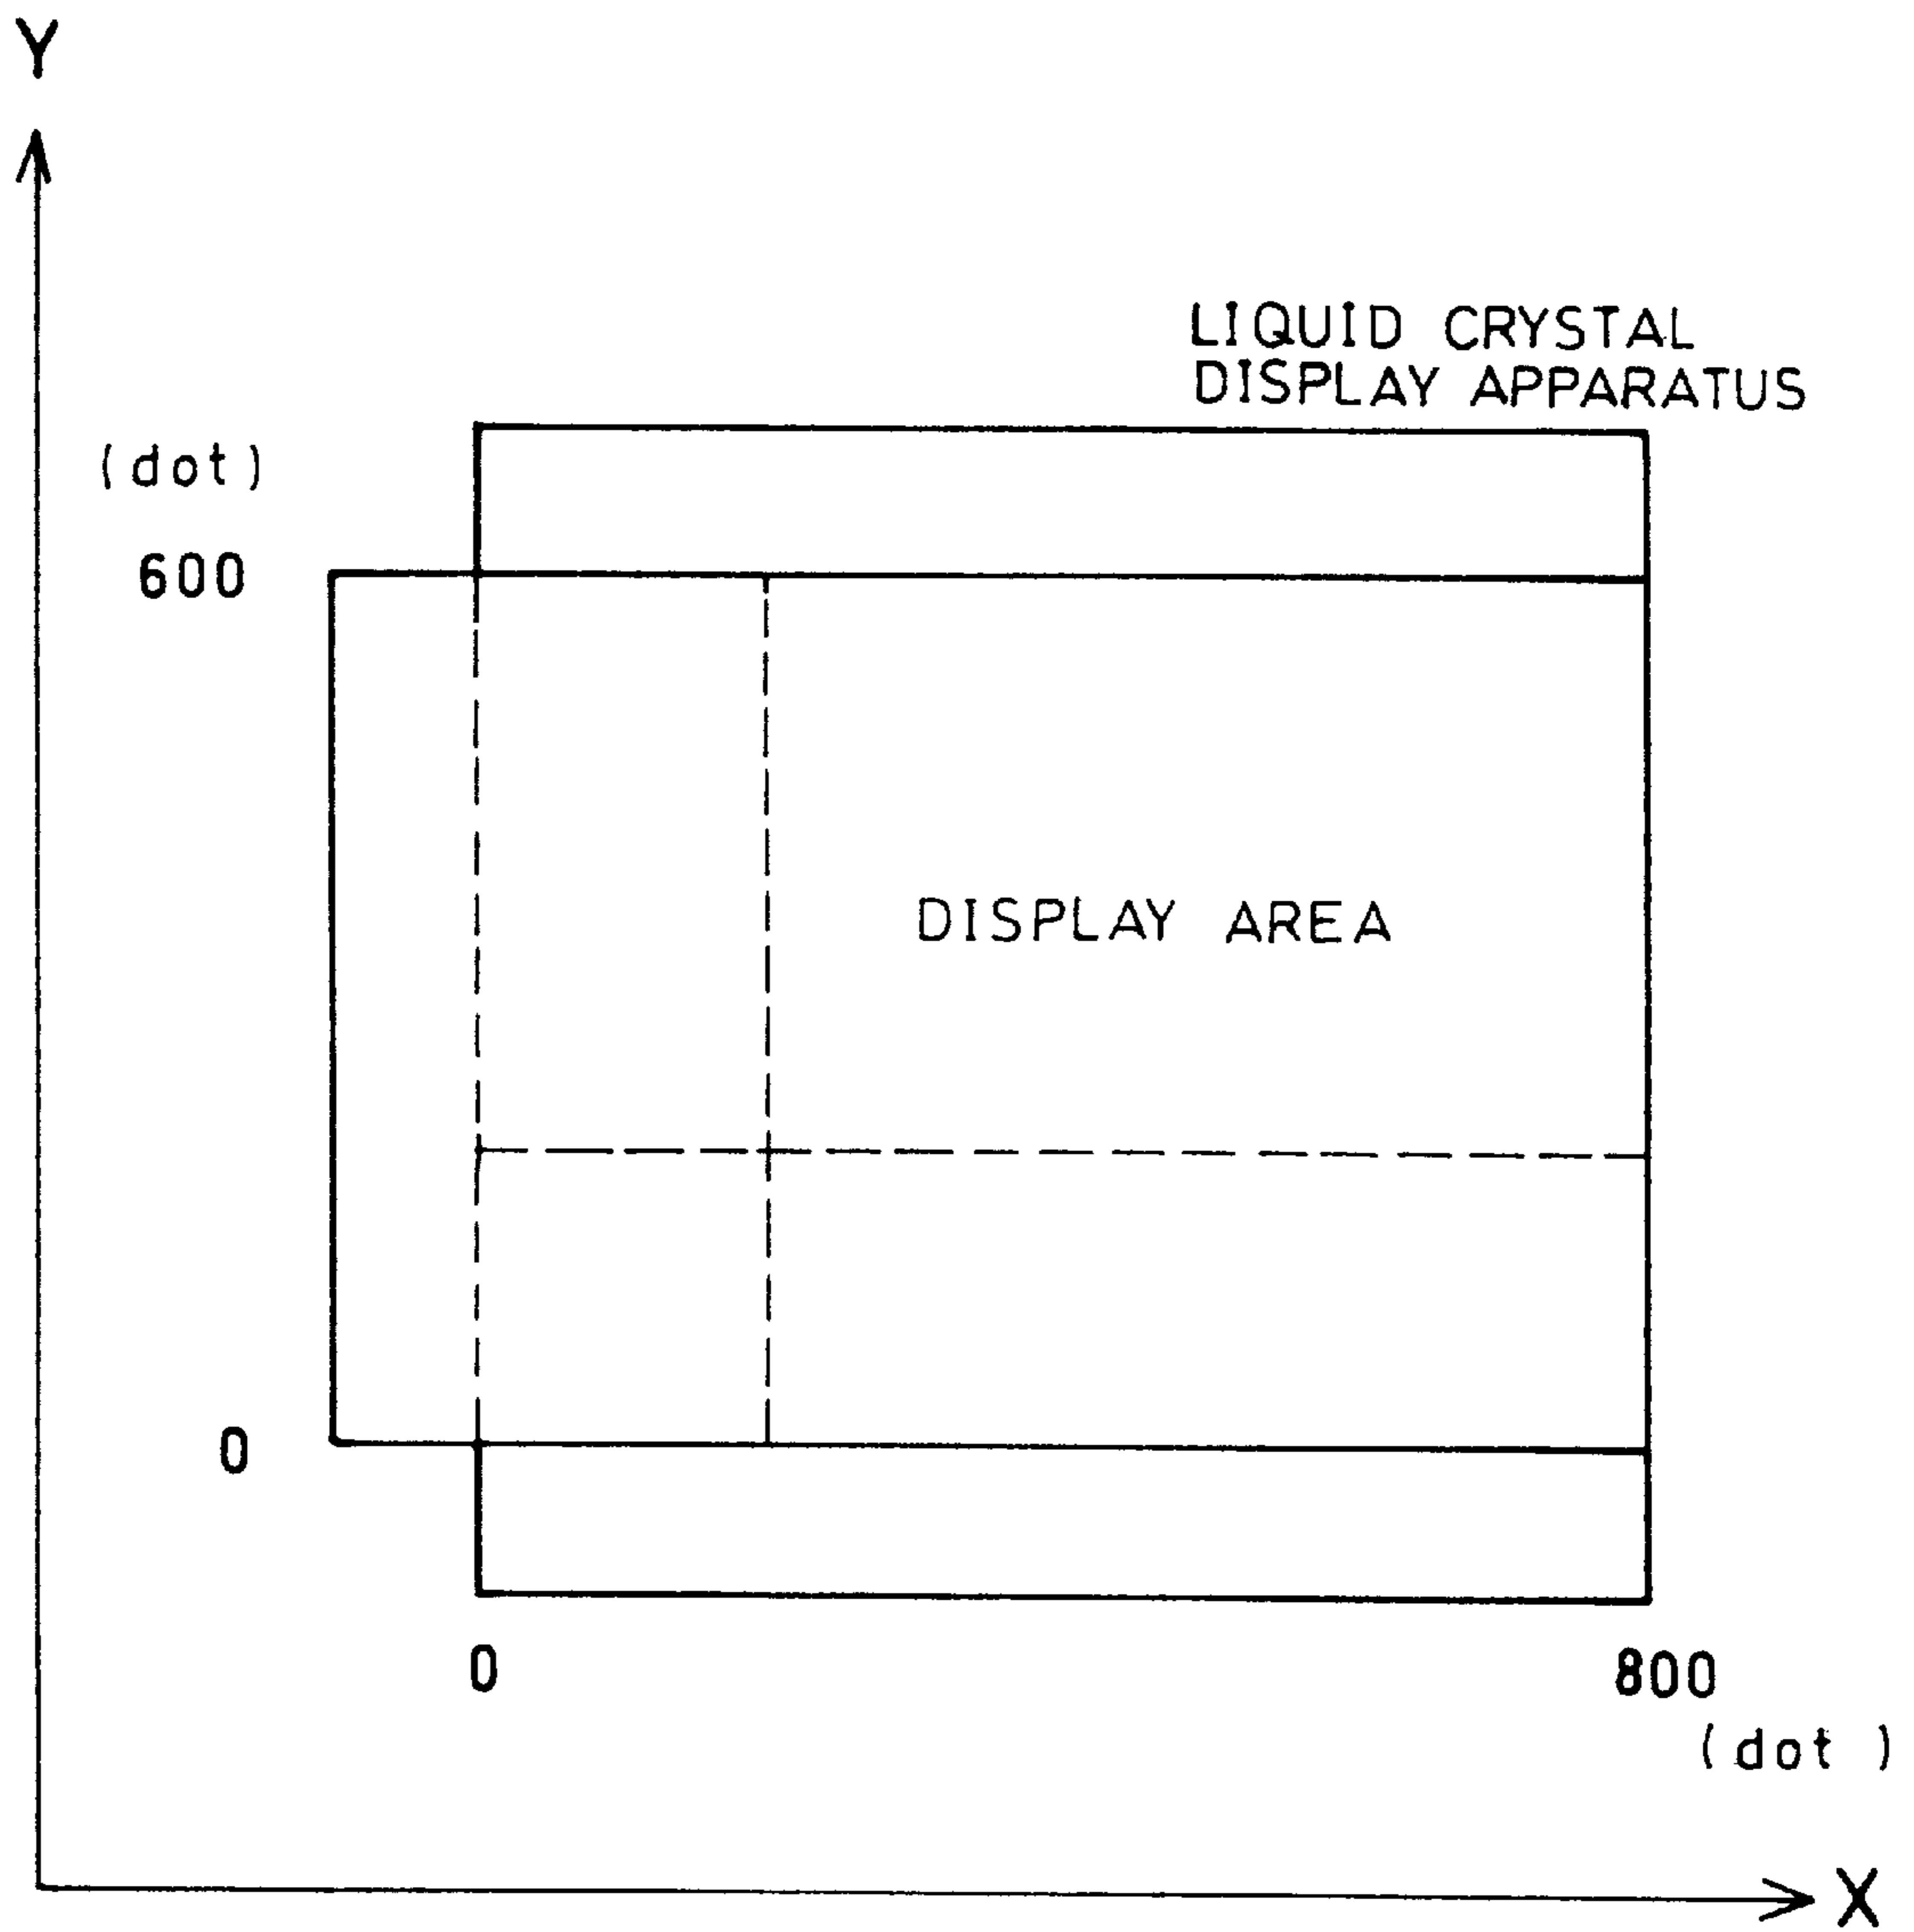 Y
LIQUID CRYSTAL
DISPLAY APPARATUS
(dot)
600
DISPLAY AREA
0
0 800
(dot )
X